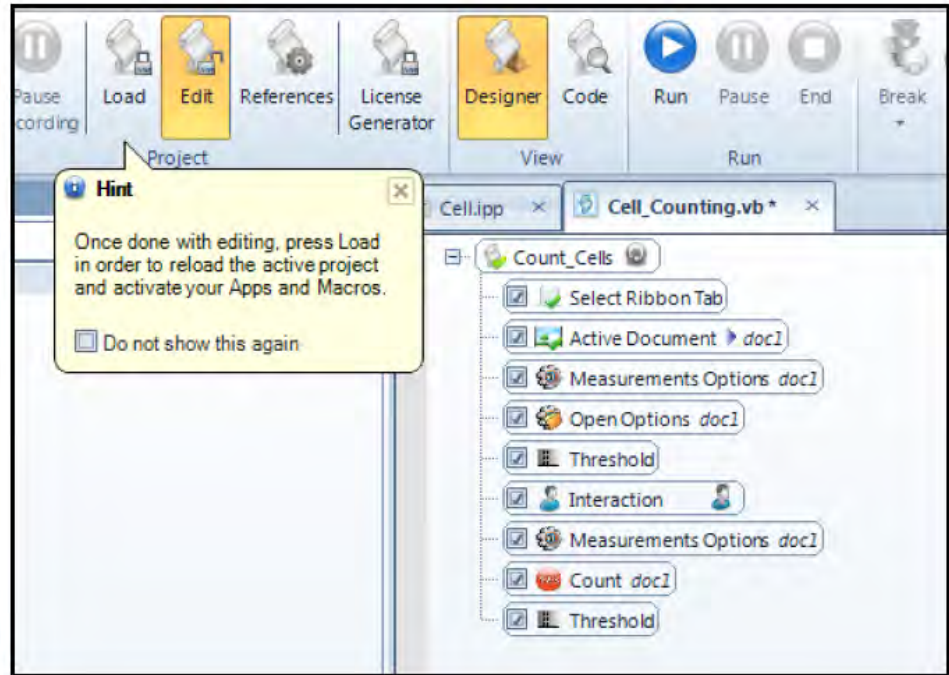 Pause
cording
Load
Edit
References
License
Generator
Designer
Code
Run
Pause
End
Break
Project
View
Run
Hint
Once done with editing, press Load
in order to reload the active project
and activate your Apps and Macros.
Do not show this again
Cell.ipp
Cell_Counting.vb *
Count_Cells
Select Ribbon Tab
Active Document doc1
Measurements Options doc1
Open Options doc1
Threshold
Interaction
Measurements Options doc1
Count doc1
Threshold